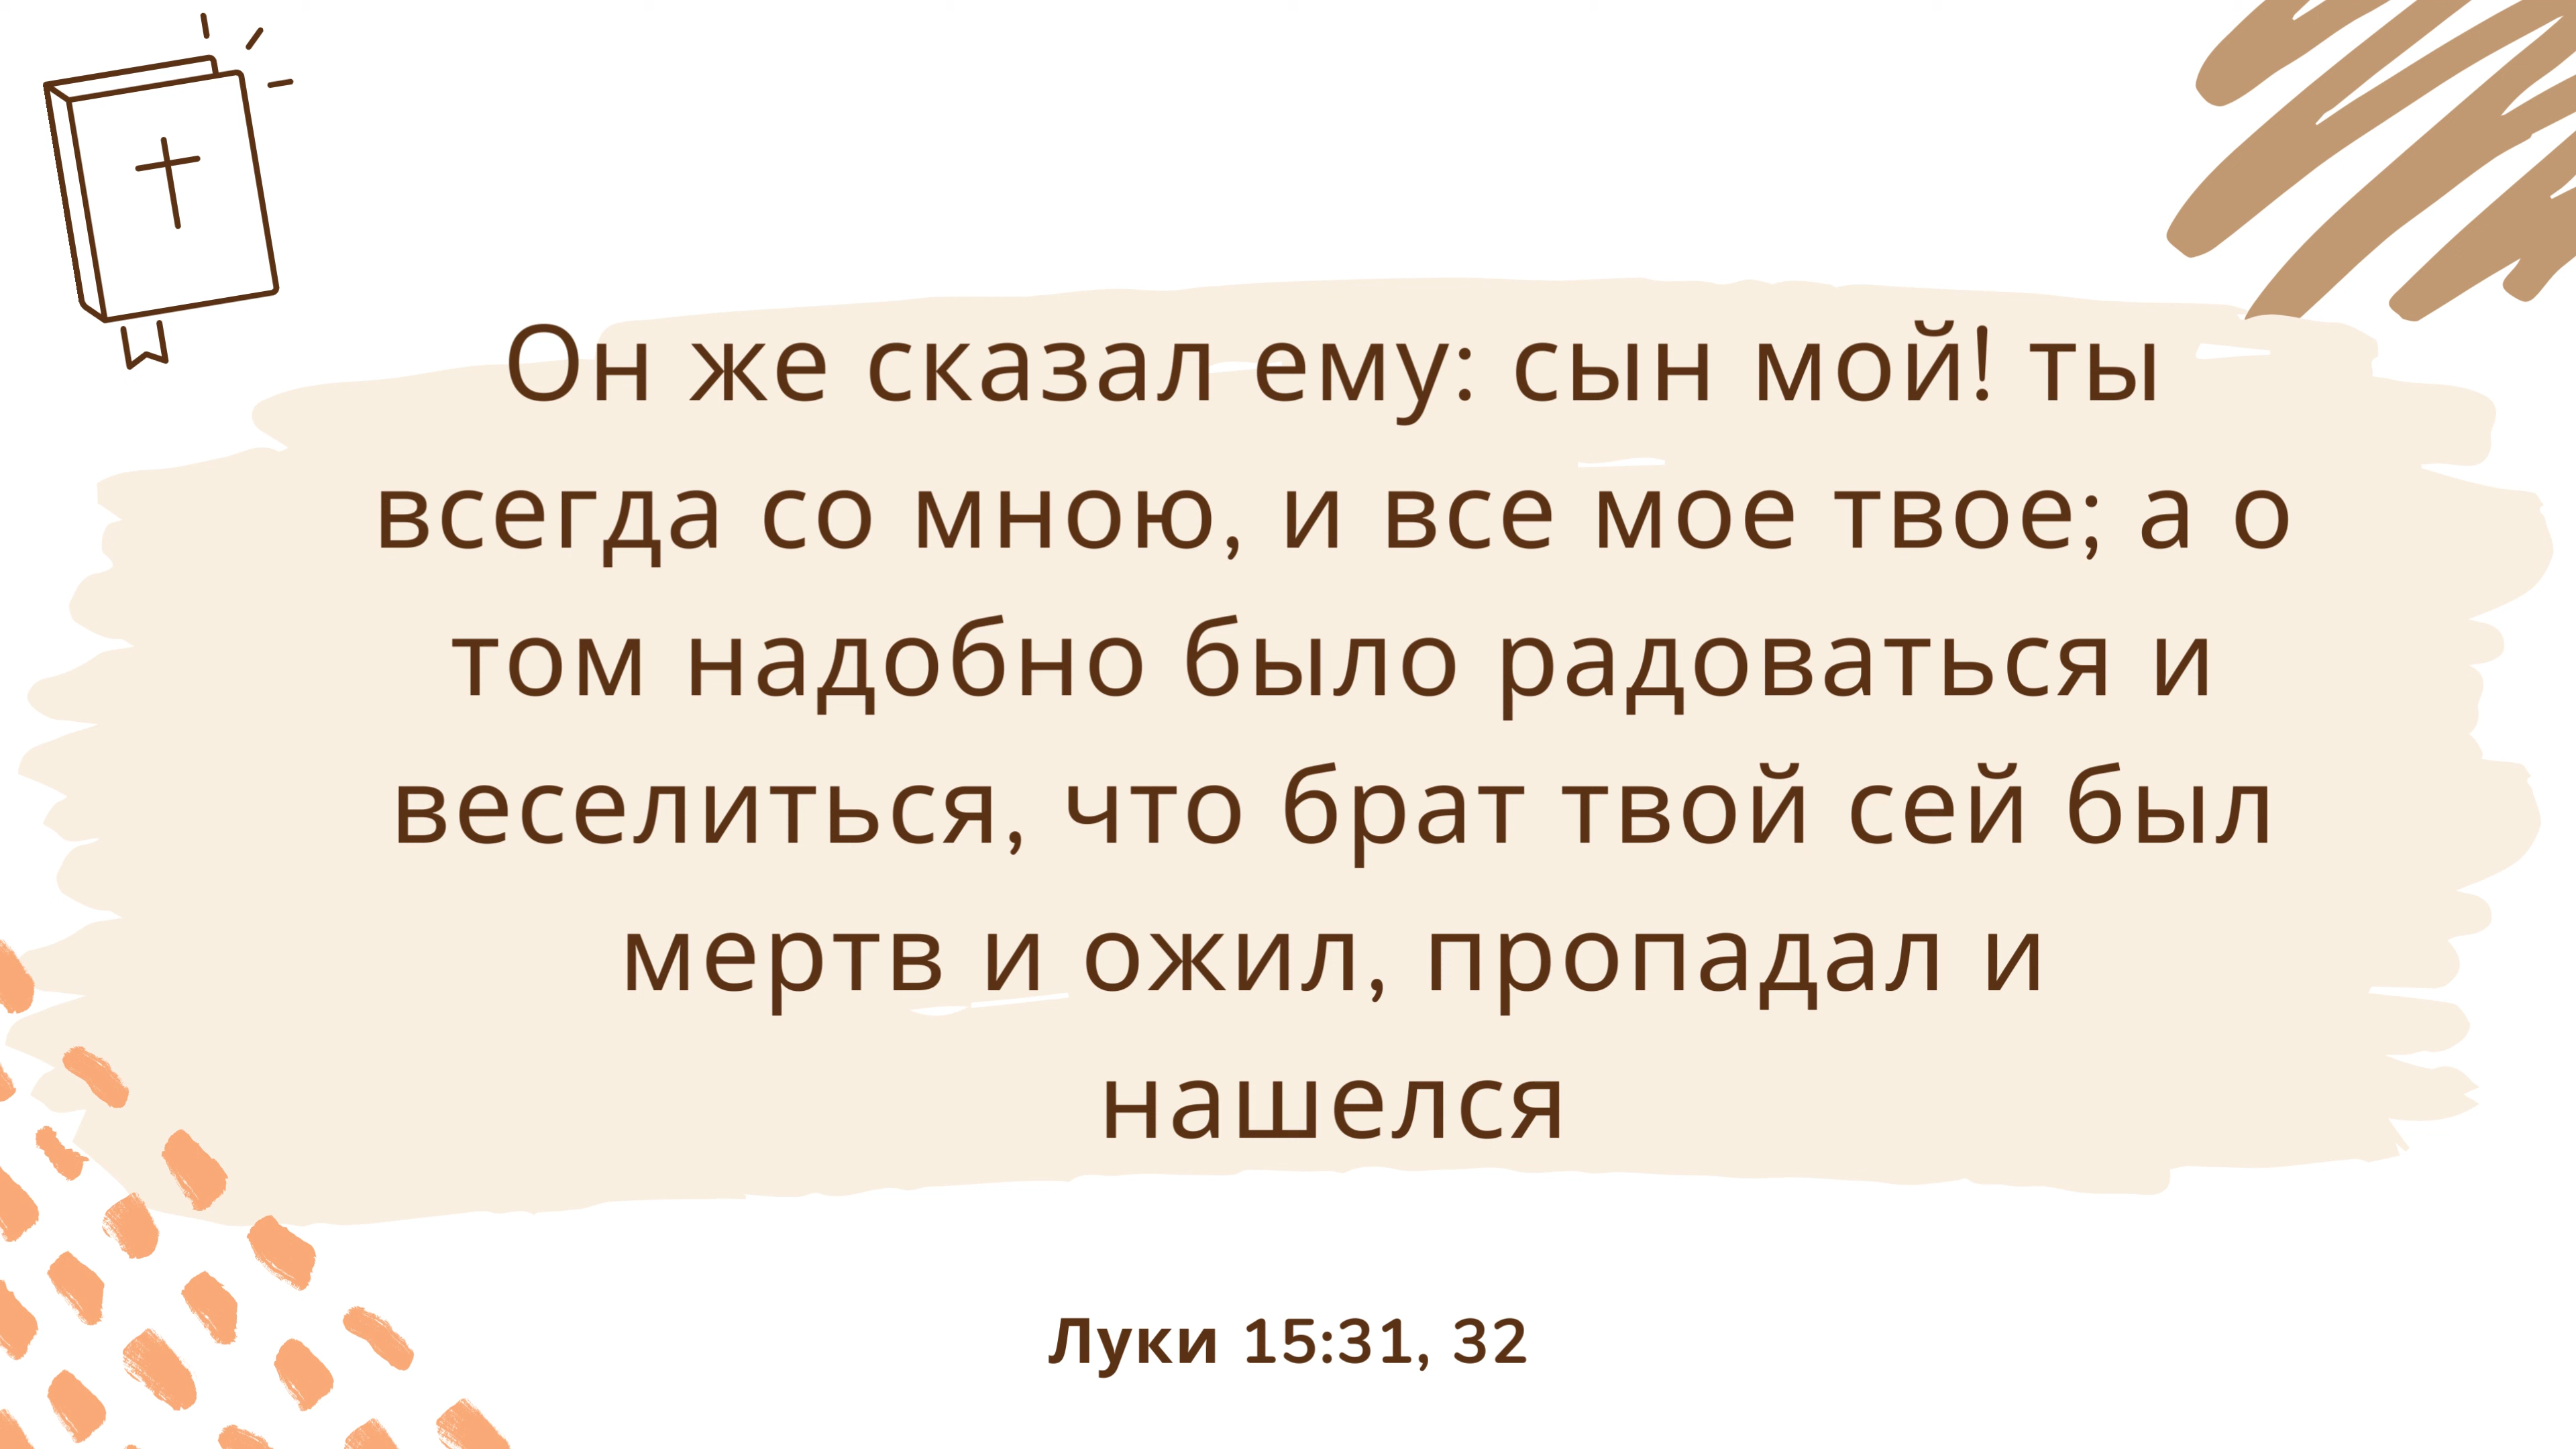 Он же сказал ему: сын мой! ты
всегда со мною, и все мое твое; а о
том надобно было радоваться и
веселиться, что брат твой сей был
мертв и ожил, пропадал и
нашелся
Луки 15:31, 32